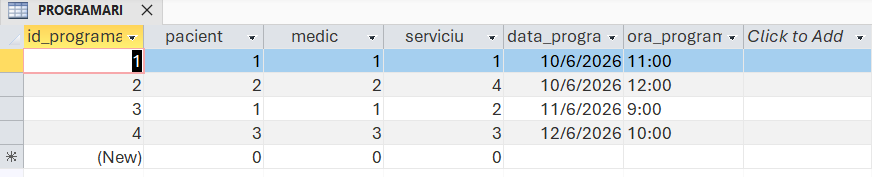 PROGRAMARI
id_programa pacient medic serviciu data_progra ora_program Click to Add
1 1 1 1 10/6/2026 11:00
2 2 2 4 10/6/2026 12:00
3 1 1 2 11/6/2026 9:00
4 3 3 3 12/6/2026 10:00
(New) 0 0 0